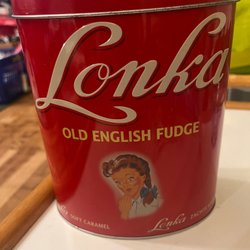 Lonka
OLD ENGLISH FUDGE
SOFT CARAMEL Lonka